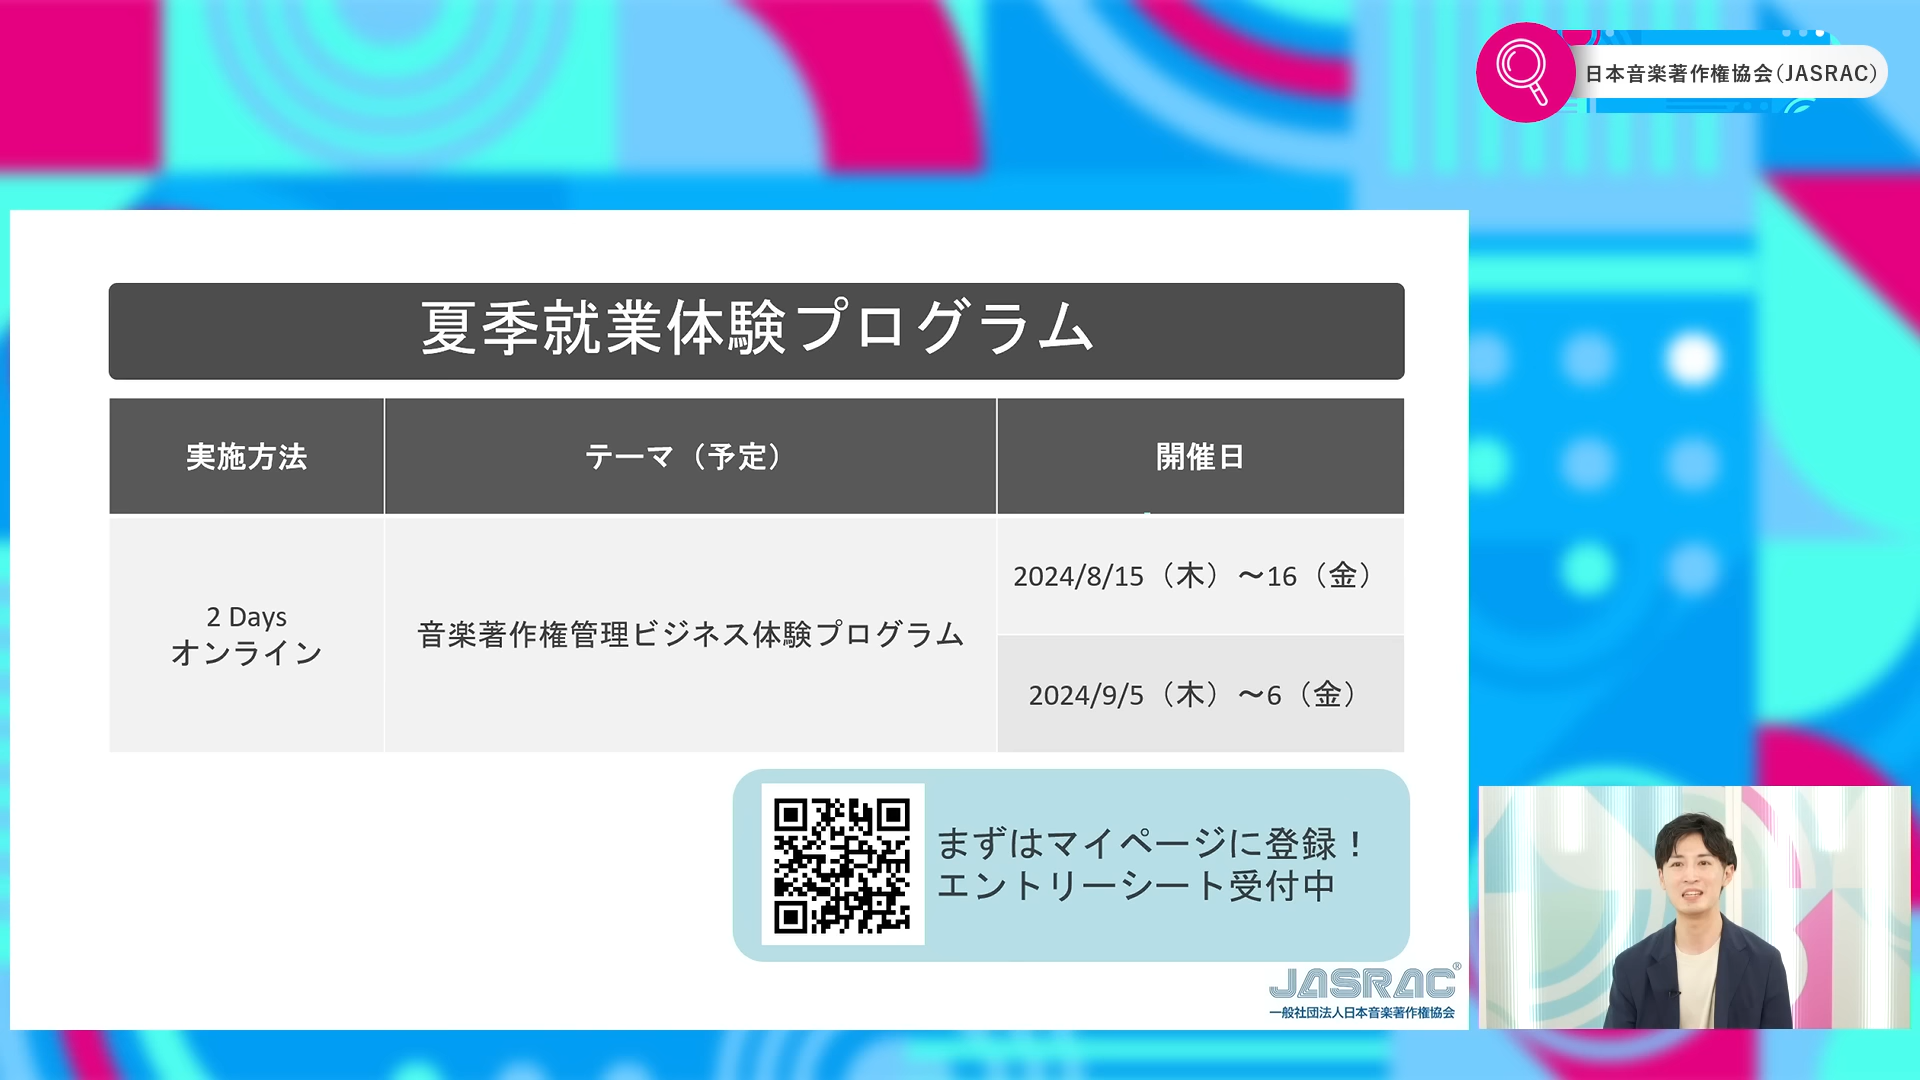 日本音楽著作権協会(JASRAC)
夏季就業体験プログラム
実施方法
テーマ（予定）
開催日
2 Days
オンライン
音楽著作権管理ビジネス体験プログラム
2024/8/15（木）～16（金）
2024/9/5（木）～6（金）
まずはマイページに登録！
エントリーシート受付中
JASRAC®
一般社団法人日本音楽著作権協会